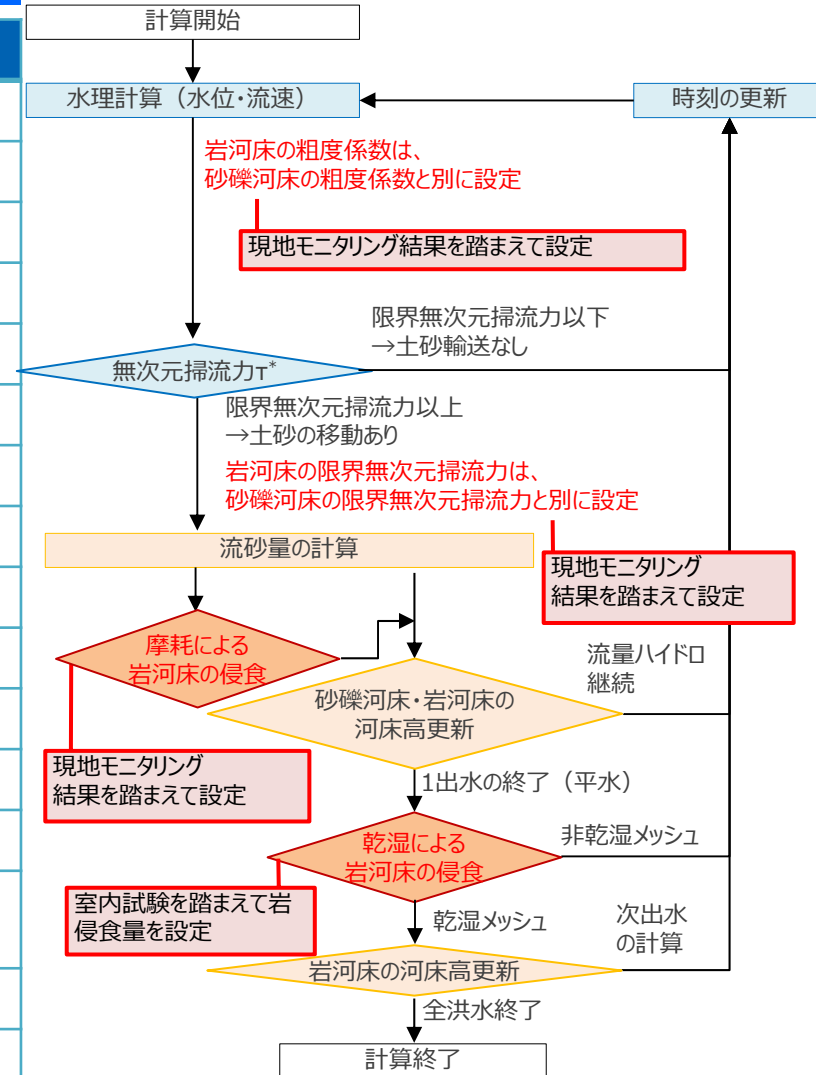 計算開始
水理計算（水位・流速）
時刻の更新
岩河床の粗度係数は、
砂礫河床の粗度係数と別に設定
現地モニタリング結果を踏まえて設定
限界無次元掃流力以下
→土砂輸送なし
無次元掃流力τ*
限界無次元掃流力以上
→土砂の移動あり
岩河床の限界無次元掃流力は、
砂礫河床の限界無次元掃流力と別に設定
流砂量の計算
現地モニタリング
結果を踏まえて設定
摩耗による
岩河床の侵食
流量ハイドロ
継続
砂礫河床・岩河床の
河床高更新
現地モニタリング
結果を踏まえて設定
1出水の終了（平水）
乾湿による
岩河床の侵食
非乾湿メッシュ
室内試験を踏まえて岩
侵食量を設定
乾湿メッシュ
次出水
の計算
岩河床の河床高更新
全洪水終了
計算終了